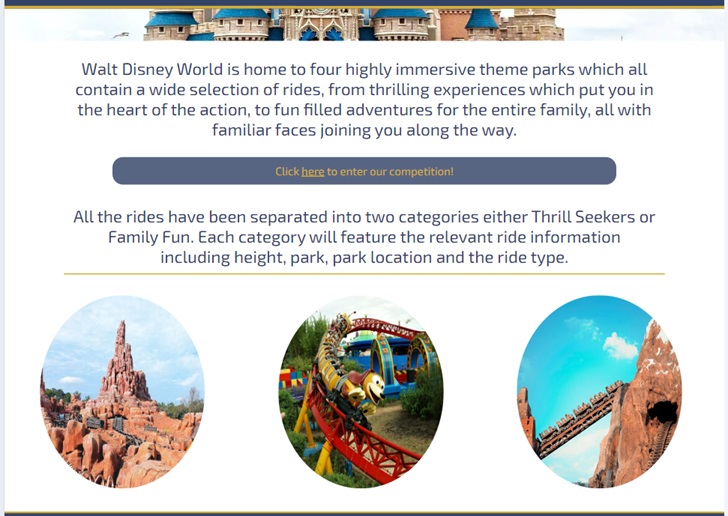 Walt Disney World is home to four highly immersive theme parks which all
contain a wide selection of rides, from thrilling experiences which put you in
the heart of the action, to fun filled adventures for the entire family, all with
familiar faces joining you along the way.
Click here to enter our competition!
All the rides have been separated into two categories either Thrill Seekers or
Family Fun. Each category will feature the relevant ride information
including height, park, park location and the ride type.